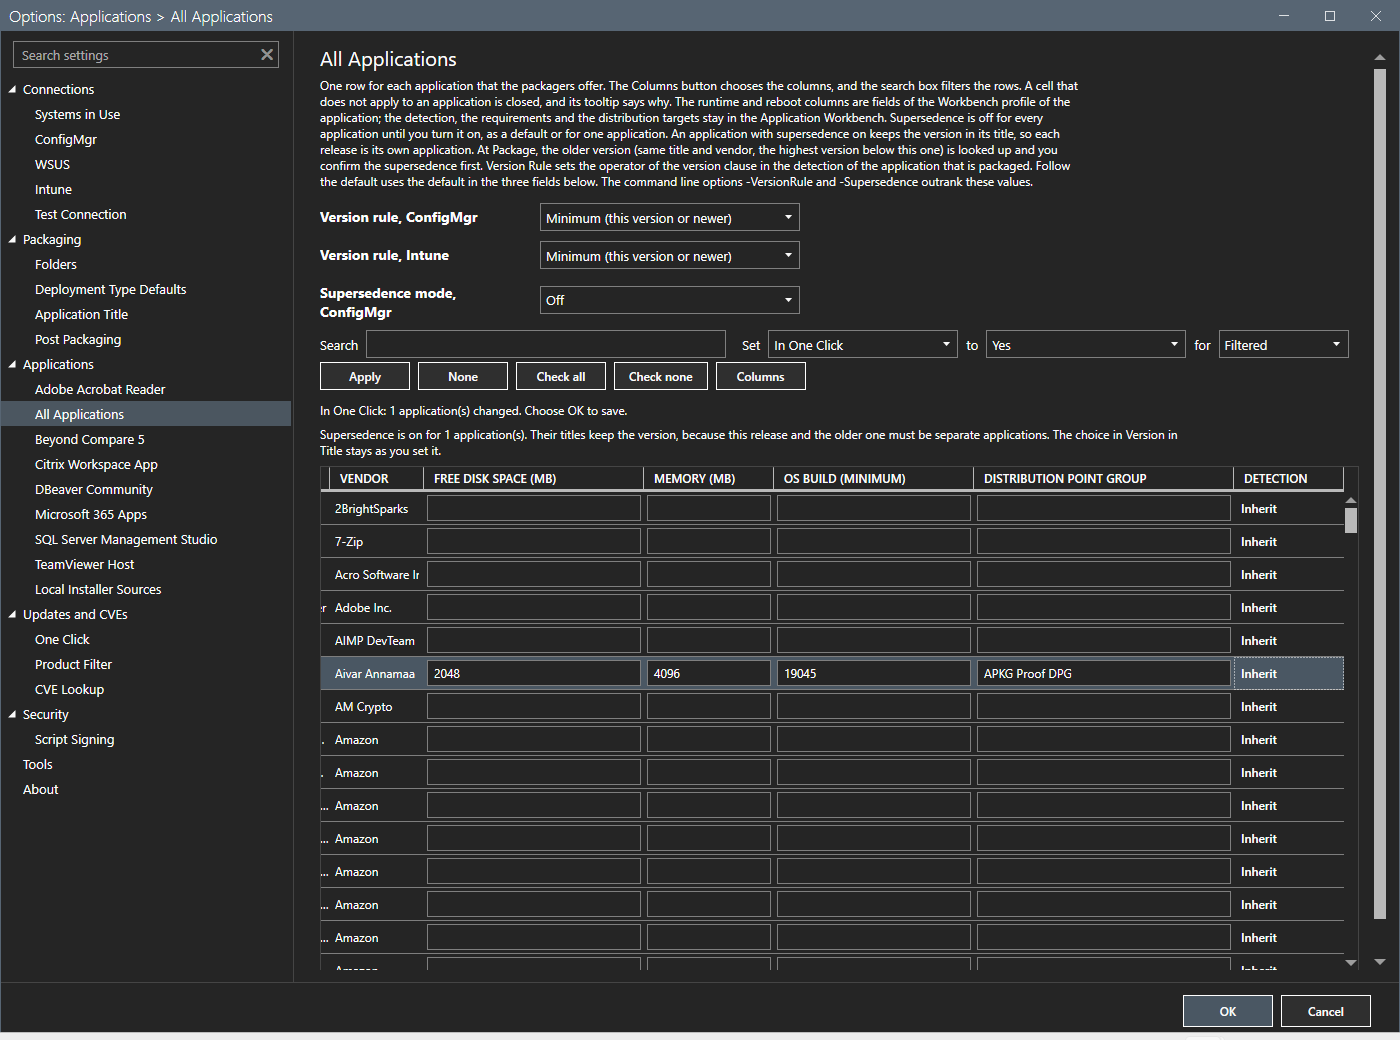 Options: Applications > All Applications
Search settings
Connections
Systems in Use
ConfigMgr
WSUS
Intune
Test Connection
Packaging
Folders
Deployment Type Defaults
Application Title
Post Packaging
Applications
Adobe Acrobat Reader
All Applications
Beyond Compare 5
Citrix Workspace App
DBeaver Community
Microsoft 365 Apps
SQL Server Management Studio
TeamViewer Host
Local Installer Sources
Updates and CVEs
One Click
Product Filter
CVE Lookup
Security
Script Signing
Tools
About
All Applications
One row for each application that the packagers offer. The Columns button chooses the columns, and the search box filters the rows. A cell that
does not apply to an application is closed, and its tooltip says why. The runtime and reboot columns are fields of the Workbench profile of the
application; the detection, the requirements and the distribution targets stay in the Application Workbench. Supersedence is off for every
application until you turn it on, as a default or for one application. An application with supersedence on keeps the version in its title, so each
release is its own application. At Package, the older version (same title and vendor, the highest version below this one) is looked up and you
confirm the supersedence first. Version Rule sets the operator of the version clause in the detection of the application that is packaged. Follow
the default uses the default in the three fields below. The command line options -VersionRule and -Supersedence outrank these values.
Version rule, ConfigMgr Minimum (this version or newer)
Version rule, Intune Minimum (this version or newer)
Supersedence mode,
ConfigMgr Off
Search Set In One Click to Yes for Filtered
Apply None Check all Check none Columns
In One Click: 1 application(s) changed. Choose OK to save.
Supersedence is on for 1 application(s). Their titles keep the version, because this release and the older one must be separate applications. The choice in Version in
Title stays as you set it.
VENDOR FREE DISK SPACE (MB) MEMORY (MB) OS BUILD (MINIMUM) DISTRIBUTION POINT GROUP DETECTION
2BrightSparks Inherit
7-Zip Inherit
Acro Software Inherit
Adobe Inc. Inherit
AIMP DevTeam Inherit
Aivar Annamaa 2048 4096 19045 APKG Proof DPG Inherit
AM Crypto Inherit
. Amazon Inherit
. Amazon Inherit
... Amazon Inherit
... Amazon Inherit
... Amazon Inherit
... Amazon Inherit
... Amazon Inherit
OK Cancel